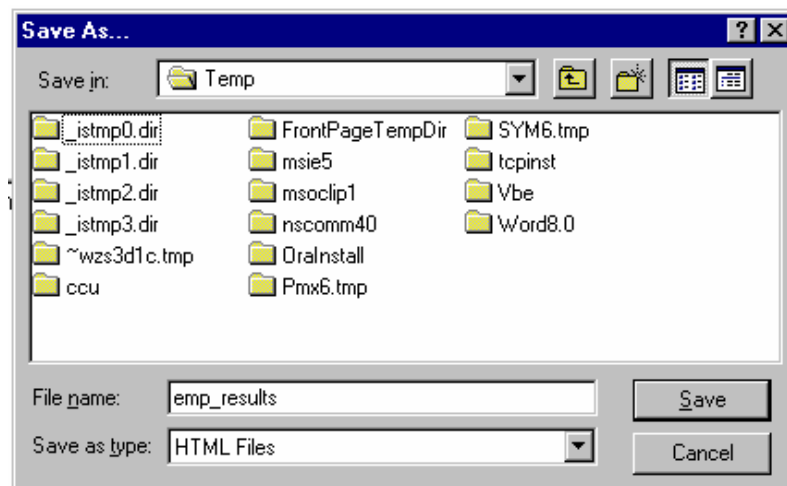 Save As...
Save in: Temp
_istmp0.dir FrontPageTempDir SYM6.tmp
_istmp1.dir msie5 tcpinst
_istmp2.dir msoclip1 Vbe
_istmp3.dir nscomm40 Word8.0
~wzs3d1c.tmp OraInstall
ccu Pmx6.tmp
File name: emp_results Save
Save as type: HTML Files Cancel